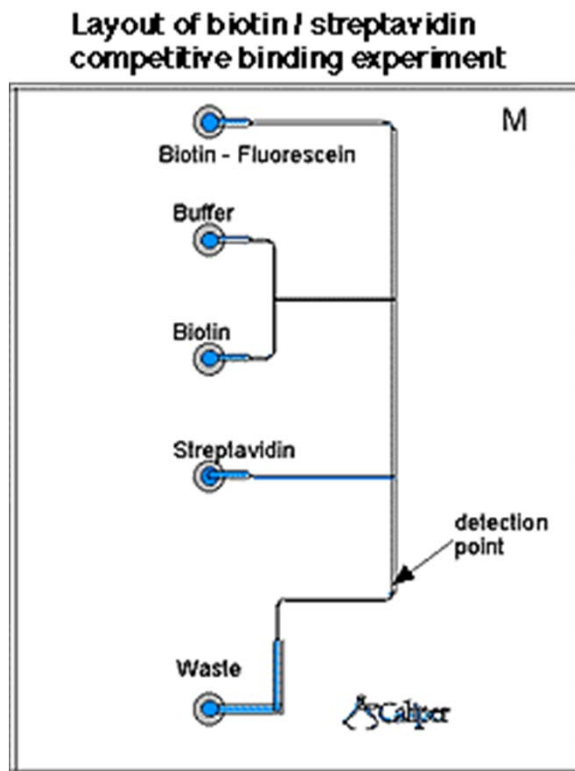 Layout of biotin / streptavidin
competitive binding experiment
M
Biotin - Fluorescein
Buffer
Biotin
Streptavidin
detection
point
Waste
Caliper